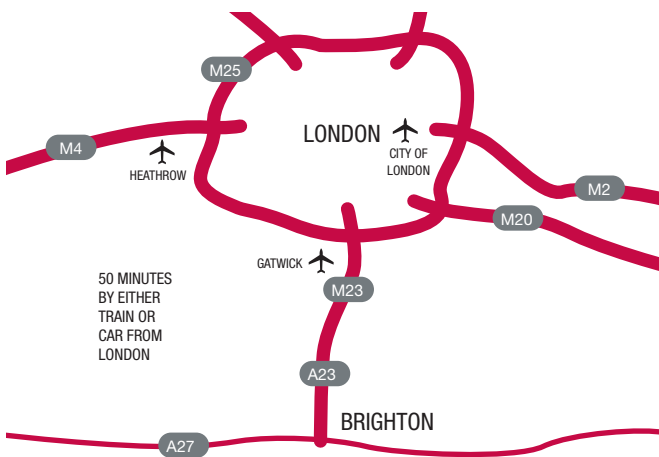 M25
LONDON
CITY OF
LONDON
M4
HEATHROW
M2
M20
GATWICK
50 MINUTES
BY EITHER
TRAIN OR
CAR FROM
LONDON
M23
A23
BRIGHTON
A27